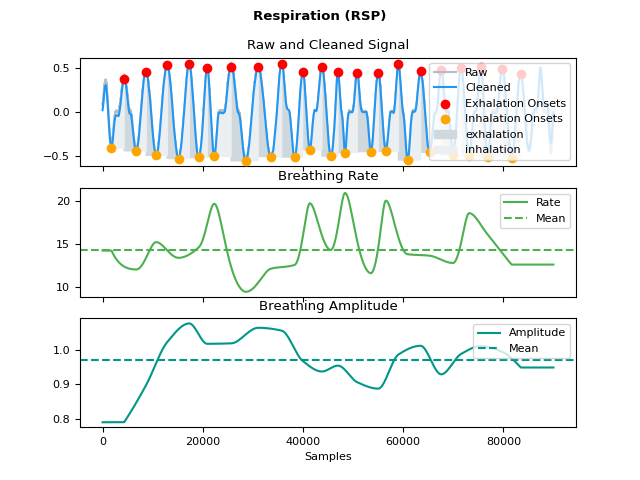 Respiration (RSP)
Raw and Cleaned Signal
0.5
0.0
−0.5
Raw
Cleaned
Exhalation Onsets
Inhalation Onsets
exhalation
inhalation
Breathing Rate
20
15
10
Rate
Mean
Breathing Amplitude
1.0
0.9
0.8
Amplitude
Mean
0 20000 40000 60000 80000
Samples